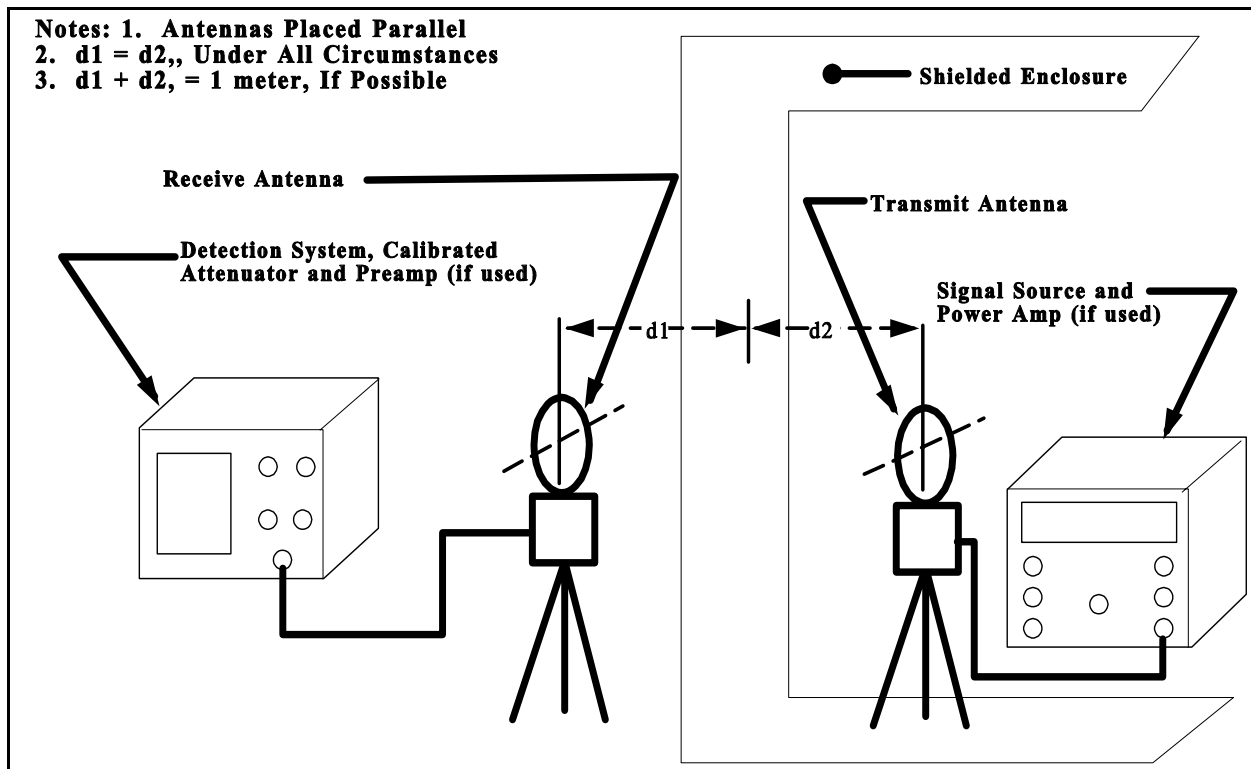 Notes: 1. Antennas Placed Parallel
2. d1 = d2,, Under All Circumstances
3. d1 + d2, = 1 meter, If Possible
Shielded Enclosure
Receive Antenna
Transmit Antenna
Detection System, Calibrated
Attenuator and Preamp (if used)
Signal Source and
Power Amp (if used)
d1
d2